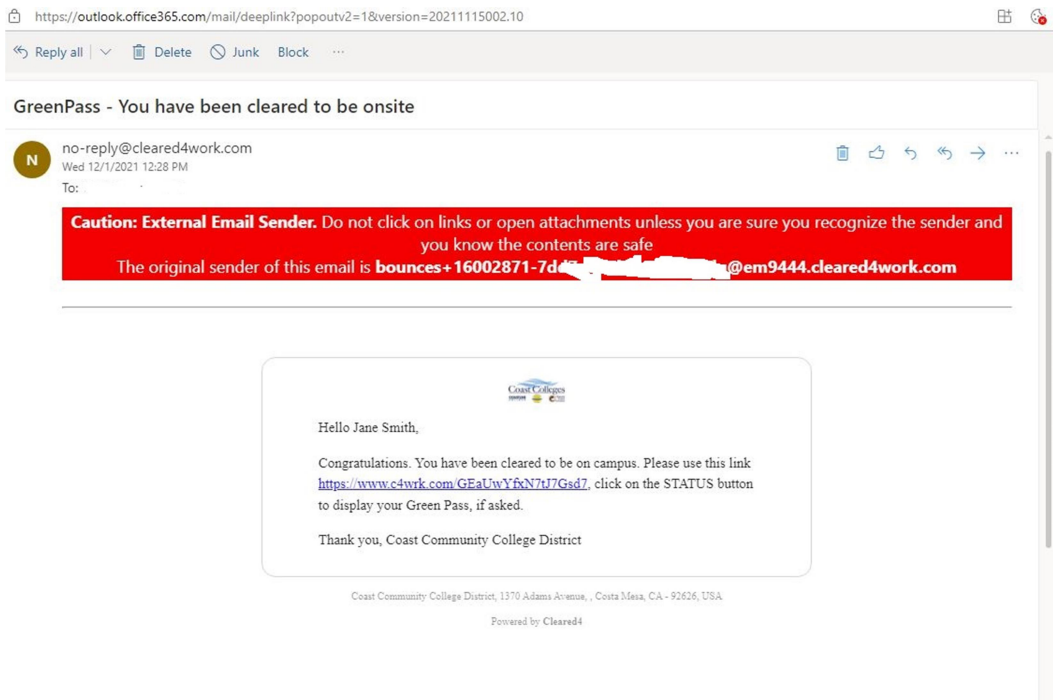 https://outlook.office365.com/mail/deeplink?popoutv2=1&version=20211115002.10
Reply all Delete Junk Block ...
GreenPass - You have been cleared to be onsite
N
no-reply@cleared4work.com
Wed 12/1/2021 12:28 PM
To:
Caution: External Email Sender. Do not click on links or open attachments unless you are sure you recognize the sender and
you know the contents are safe
The original sender of this email is bounces+16002871-7dd @em9444.cleared4work.com
Coast Colleges
Hello Jane Smith,
Congratulations. You have been cleared to be on campus. Please use this link
https://www.c4wrk.com/GEaUwYfxN7tJ7Gsd7, click on the STATUS button
to display your Green Pass, if asked.
Thank you, Coast Community College District
Coast Community College District, 1370 Adams Avenue, , Costa Mesa, CA - 92626, USA
Powered by Cleared4